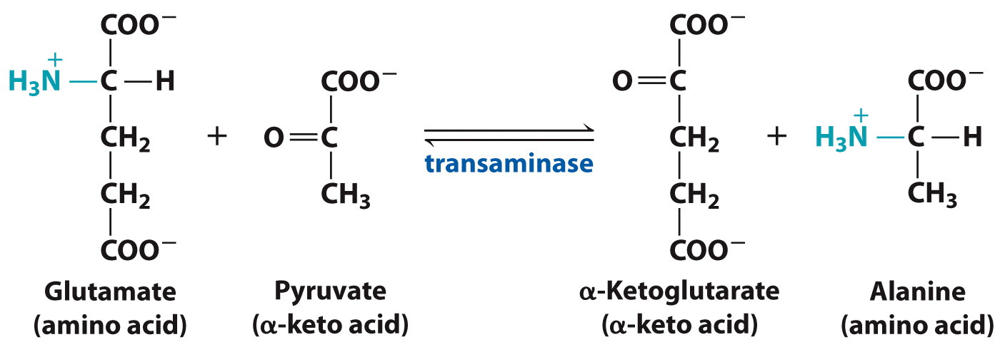 COO⁻
H₃N⁺—C—H
CH₂
CH₂
COO⁻
Glutamate
(amino acid)
+
COO⁻
O=C
CH₃
Pyruvate
(α-keto acid)
transaminase
COO⁻
O=C
CH₂
CH₂
COO⁻
α-Ketoglutarate
(α-keto acid)
+
COO⁻
H₃N⁺—C—H
CH₃
Alanine
(amino acid)